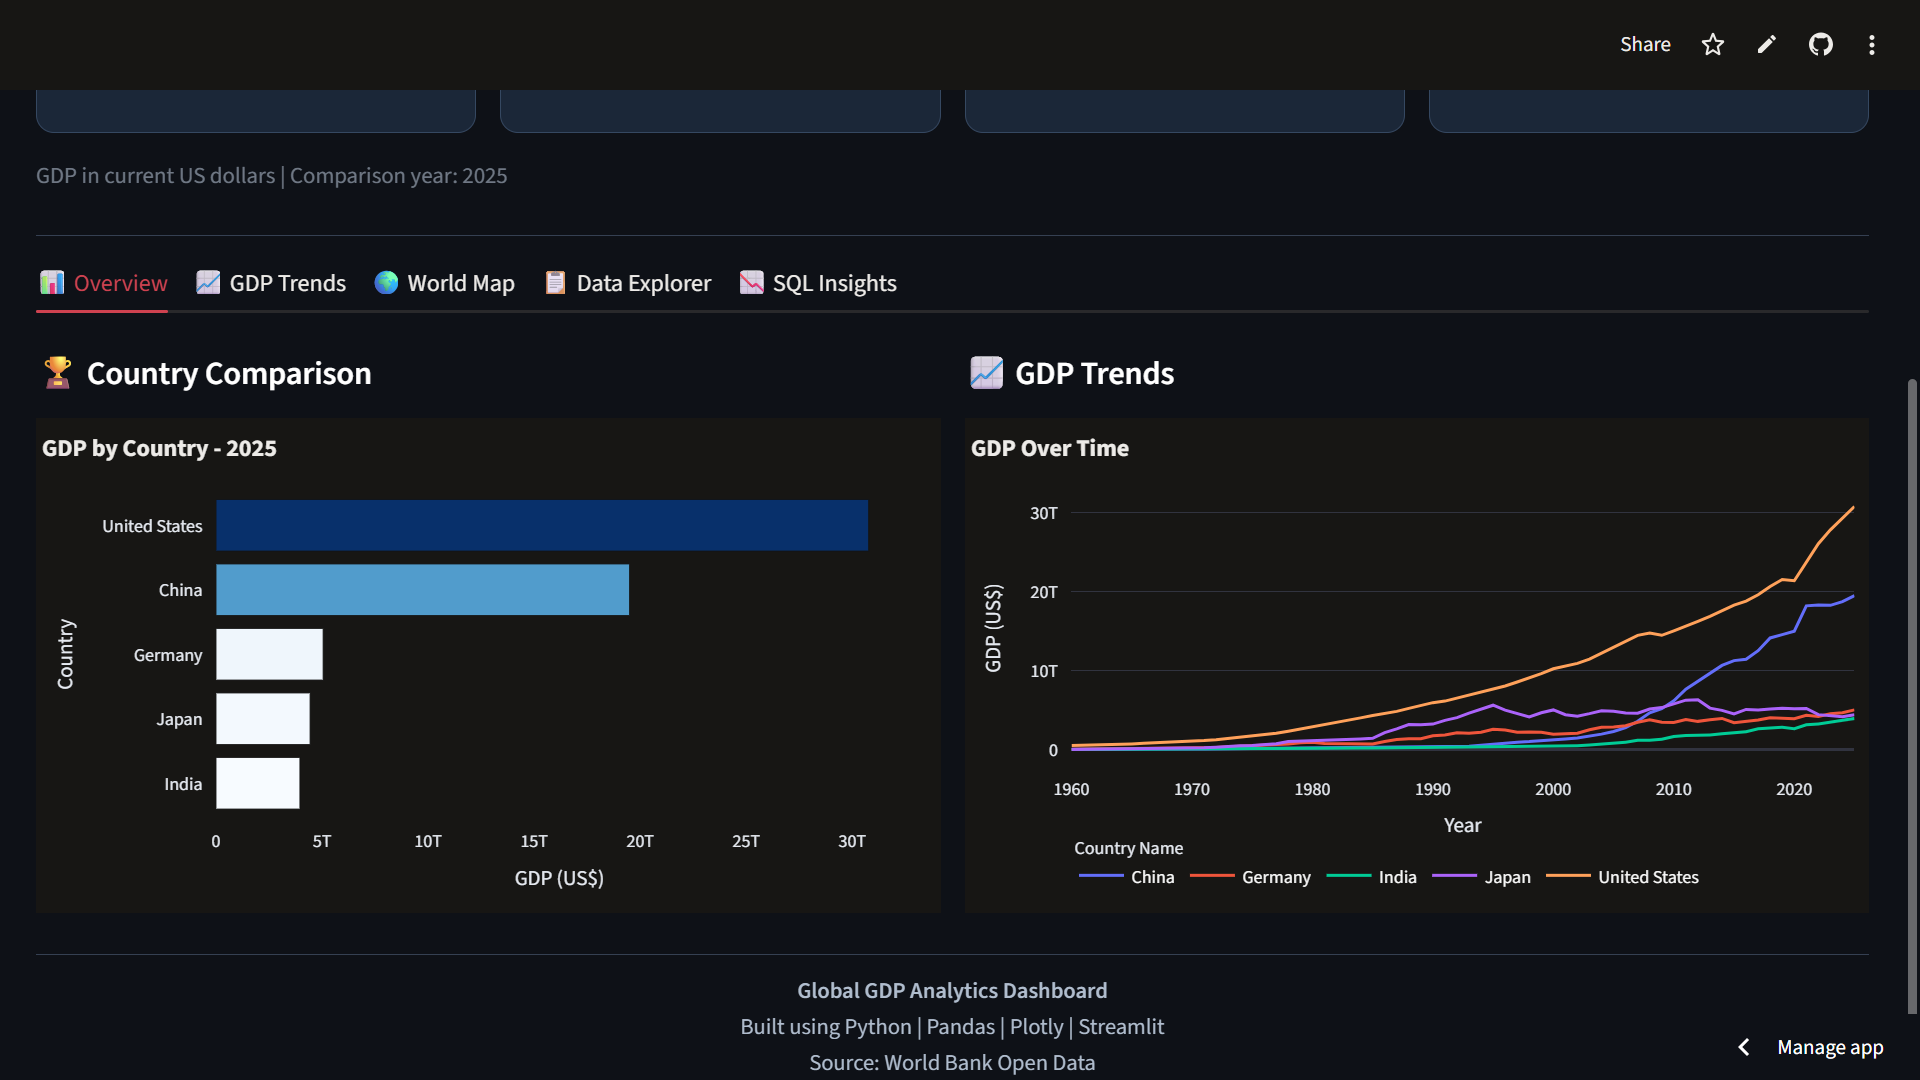 Share
GDP in current US dollars | Comparison year: 2025
Overview
GDP Trends
World Map
Data Explorer
SQL Insights
Country Comparison
GDP by Country - 2025
Country
United States
China
Germany
Japan
India
0 5T 10T 15T 20T 25T 30T
GDP (US$)
GDP Trends
GDP Over Time
GDP (US$)
30T
20T
10T
0
1960 1970 1980 1990 2000 2010 2020
Year
Country Name
China Germany India Japan United States
Global GDP Analytics Dashboard
Built using Python | Pandas | Plotly | Streamlit
Source: World Bank Open Data
Manage app